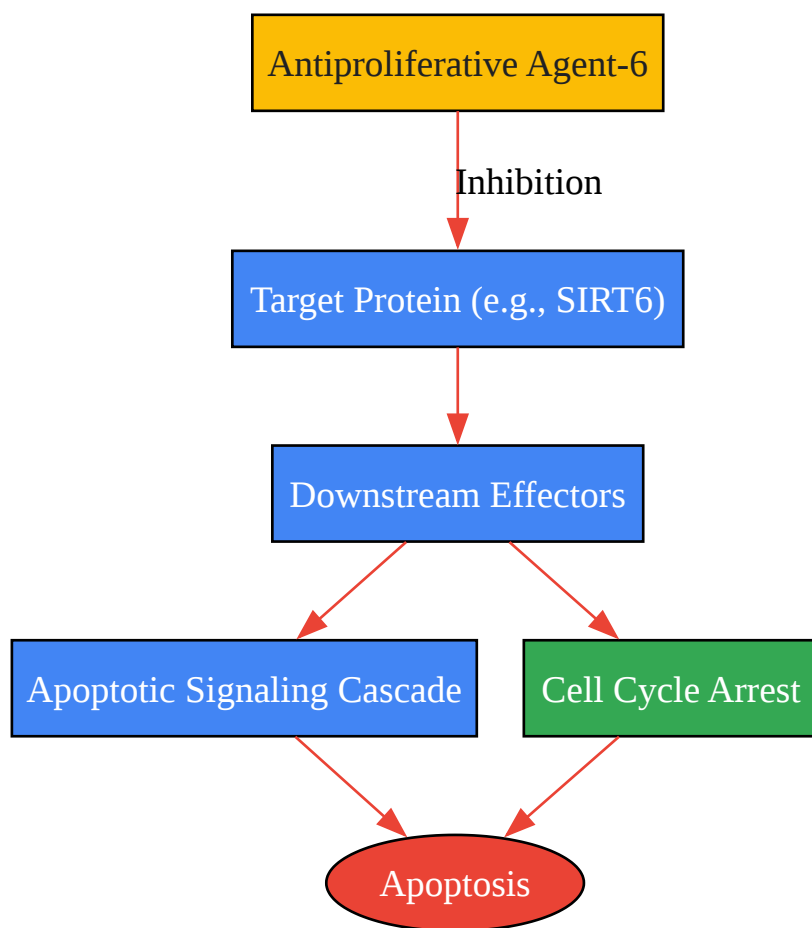 Antiproliferative Agent-6
Inhibition
Target Protein (e.g., SIRT6)
Downstream Effectors
Apoptotic Signaling Cascade
Cell Cycle Arrest
Apoptosis